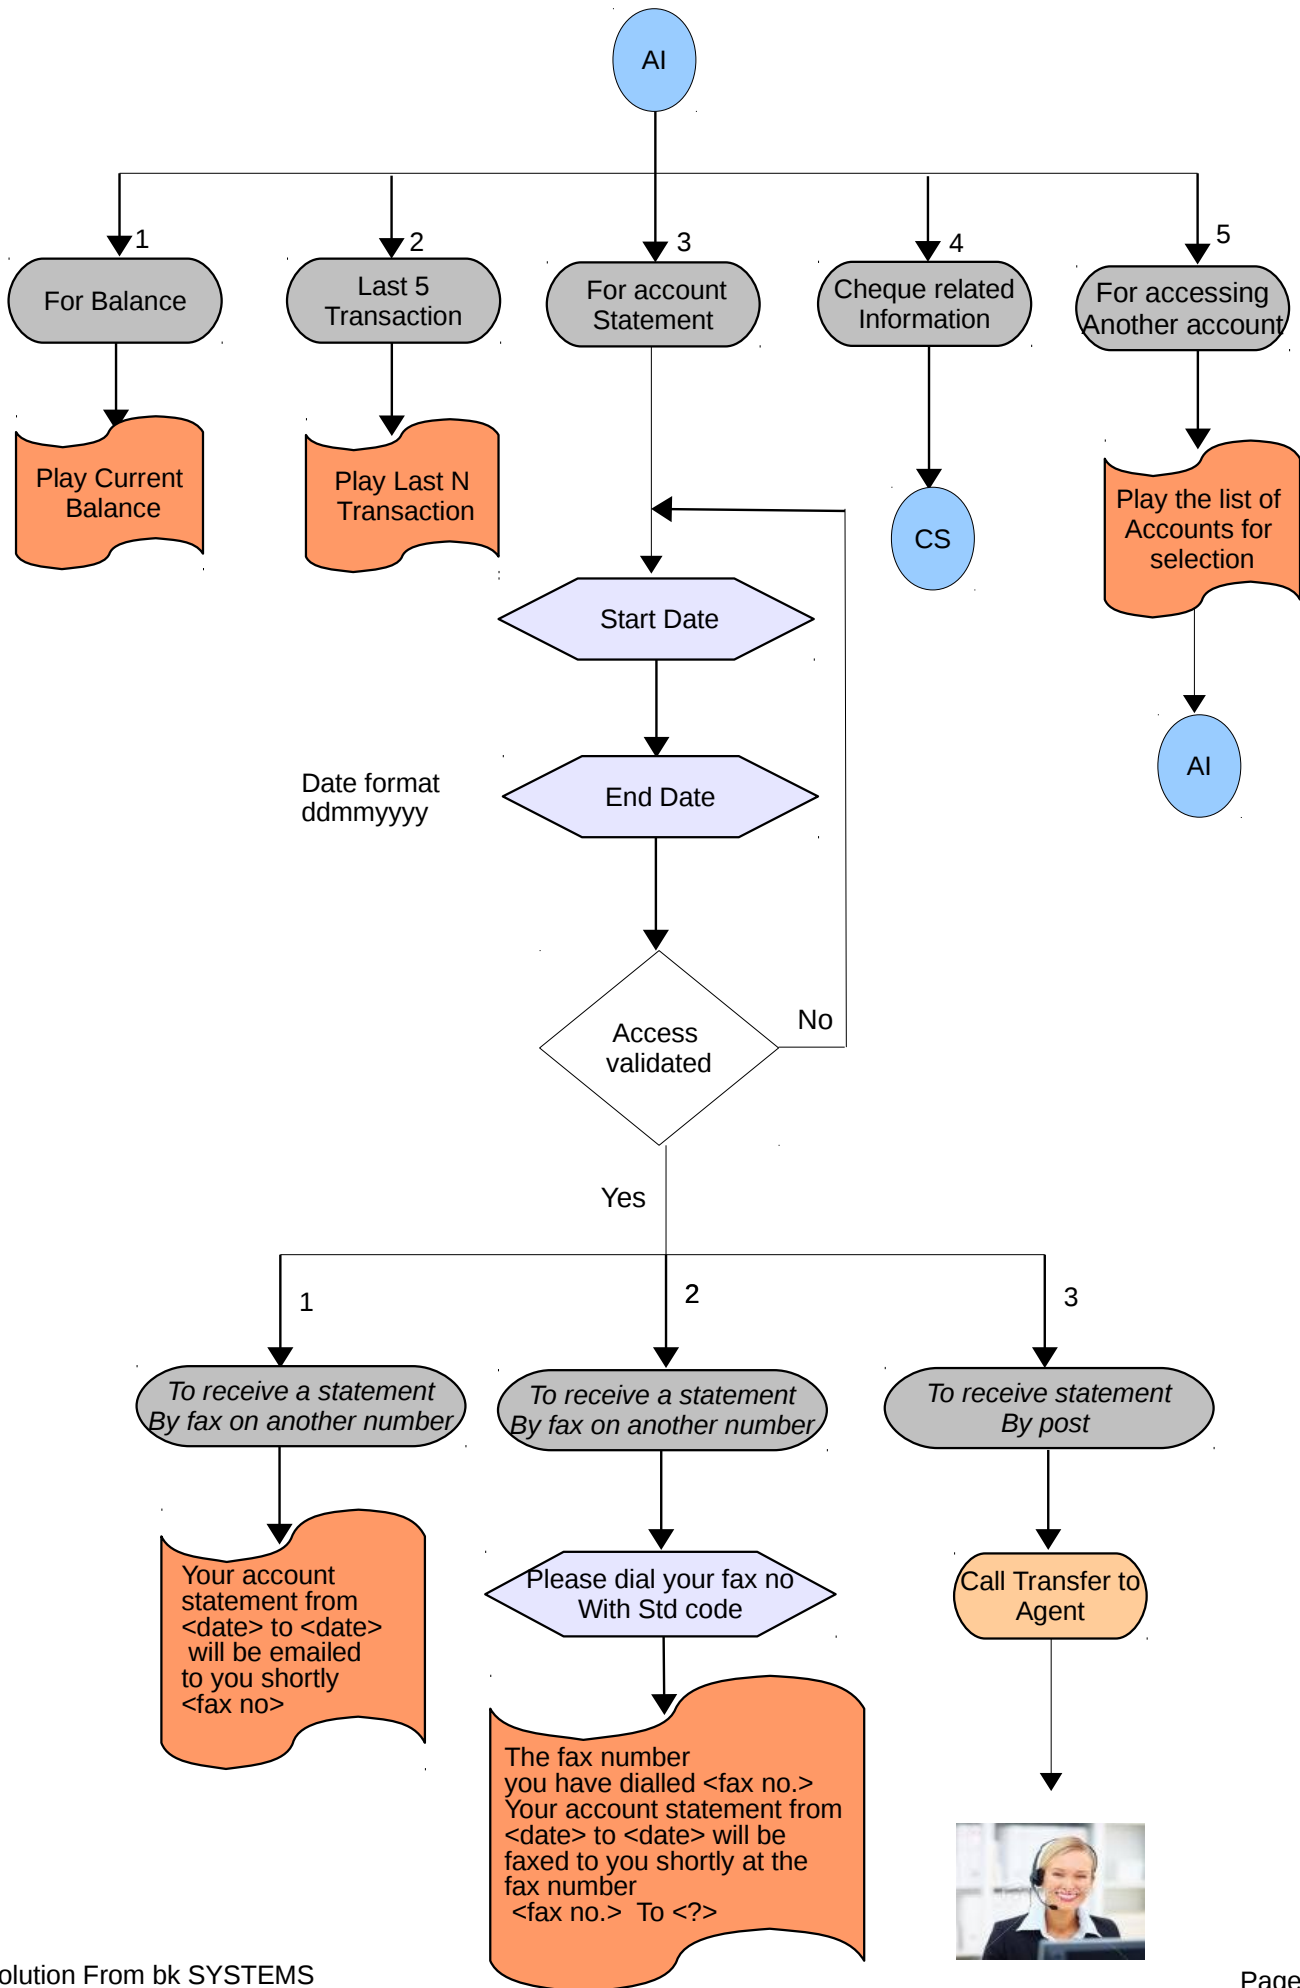 AI
1
2
3
4
5
For Balance
Last 5
Transaction
For account
Statement
Cheque related
Information
For accessing
Another account
Play Current
Balance
Play Last N
Transaction
CS
Play the list of
Accounts for
selection
Start Date
AI
Date format
ddmmyyyy
End Date
Access
validated
No
Yes
1
2
3
To receive a statement
By fax on another number
To receive a statement
By fax on another number
To receive statement
By post
Your account
statement from
<date> to <date>
will be emailed
to you shortly
<fax no>
Please dial your fax no
With Std code
Call Transfer to
Agent
The fax number
you have dialled <fax no.>
Your account statement from
<date> to <date> will be
faxed to you shortly at the
fax number
<fax no.> To <?>
olution From bk SYSTEMS
Page